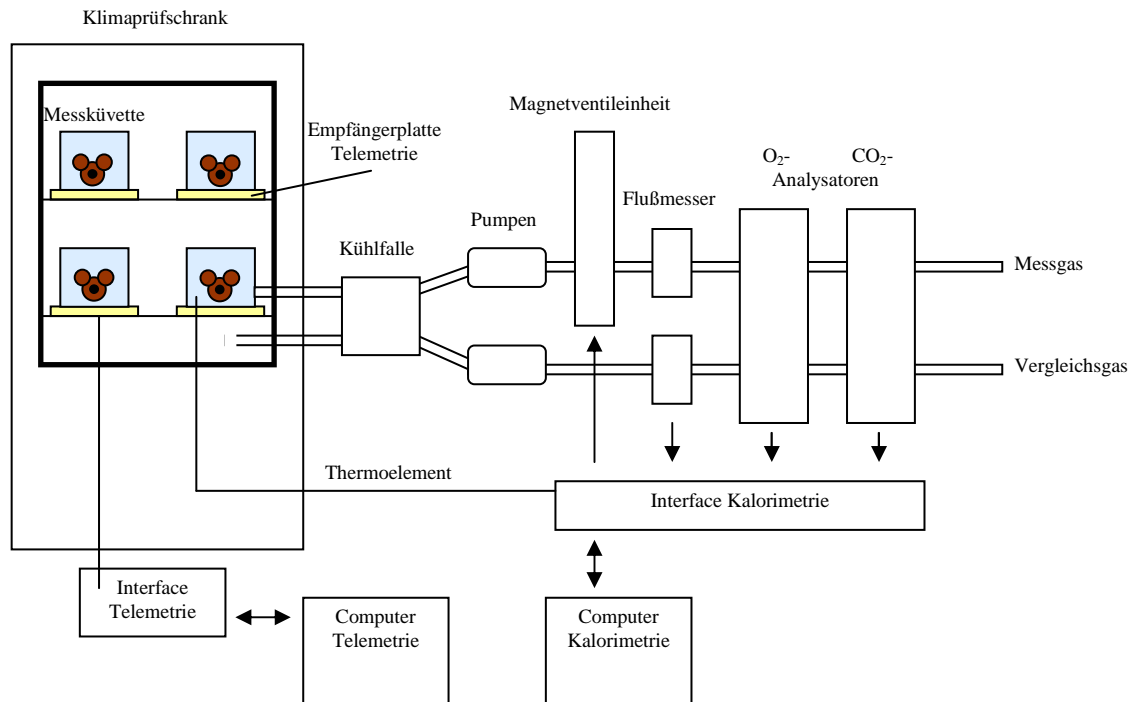 Klimaprüfschrank
Messküvette
Empfängerplatte
Telemetrie
Magnetventileinheit
O₂-
CO₂-
Analysatoren
Flußmesser
Pumpen
Kühlfalle
Messgas
Vergleichsgas
Thermoelement
Interface Kalorimetrie
Interface
Telemetrie
Computer
Telemetrie
Computer
Kalorimetrie